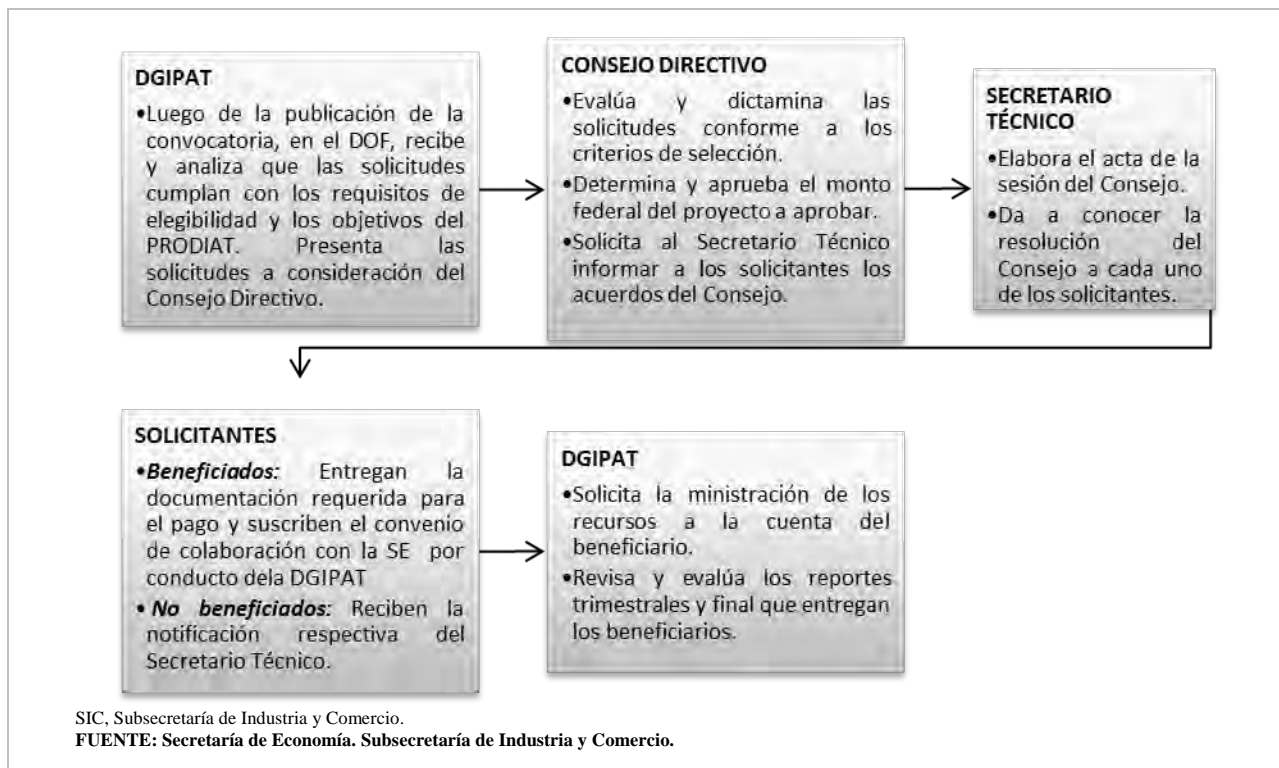 DGIPAT
•Luego de la publicación de la
convocatoria, en el DOF, recibe
y analiza que las solicitudes
cumplan con los requisitos de
elegibilidad y los objetivos del
PRODIAT. Presenta las
solicitudes a consideración del
Consejo Directivo.
CONSEJO DIRECTIVO
•Evalúa y dictamina las
solicitudes conforme a los
criterios de selección.
•Determina y aprueba el monto
federal del proyecto a aprobar.
•Solicita al Secretario Técnico
informar a los solicitantes los
acuerdos del Consejo.
SECRETARIO
TÉCNICO
•Elabora el acta de la
sesión del Consejo.
•Da a conocer la
resolución del
Consejo a cada uno
de los solicitantes.
SOLICITANTES
•Beneficiados: Entregan la
documentación requerida para
el pago y suscriben el convenio
de colaboración con la SE por
conducto dela DGIPAT
• No beneficiados: Reciben la
notificación respectiva del
Secretario Técnico.
DGIPAT
•Solicita la ministración de los
recursos a la cuenta del
beneficiario.
•Revisa y evalúa los reportes
trimestrales y final que entregan
los beneficiarios.
SIC, Subsecretaría de Industria y Comercio.
FUENTE: Secretaría de Economía. Subsecretaría de Industria y Comercio.